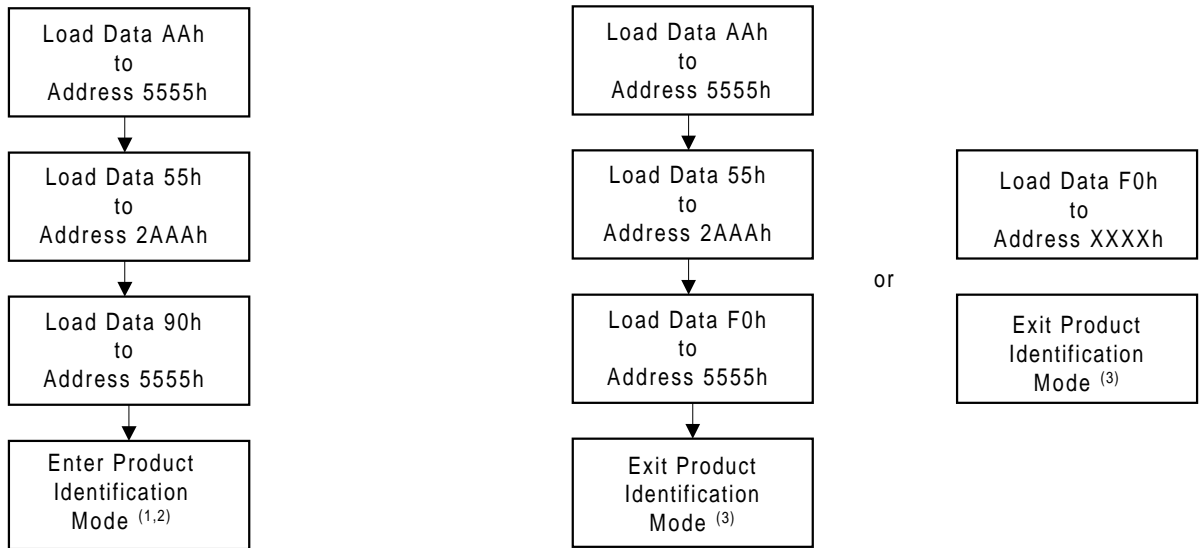 Load Data AAh
to
Address 5555h
Load Data 55h
to
Address 2AAAh
Load Data 90h
to
Address 5555h
Enter Product
Identification
Mode (1,2)
Load Data AAh
to
Address 5555h
Load Data 55h
to
Address 2AAAh
Load Data F0h
to
Address 5555h
Exit Product
Identification
Mode (3)
or
Load Data F0h
to
Address XXXXh
Exit Product
Identification
Mode (3)